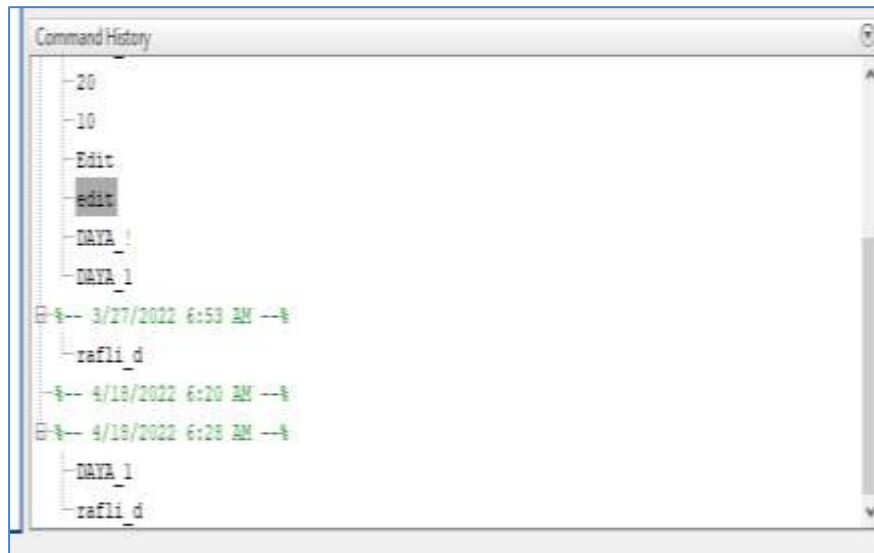 Command History
20
10
Edit
edit
DAYA_!
DAYA_1
%-- 3/27/2022 6:53 AM --%
rafli_d
%-- 4/18/2022 6:20 AM --%
%-- 4/18/2022 6:28 AM --%
DAYA_1
rafli_d